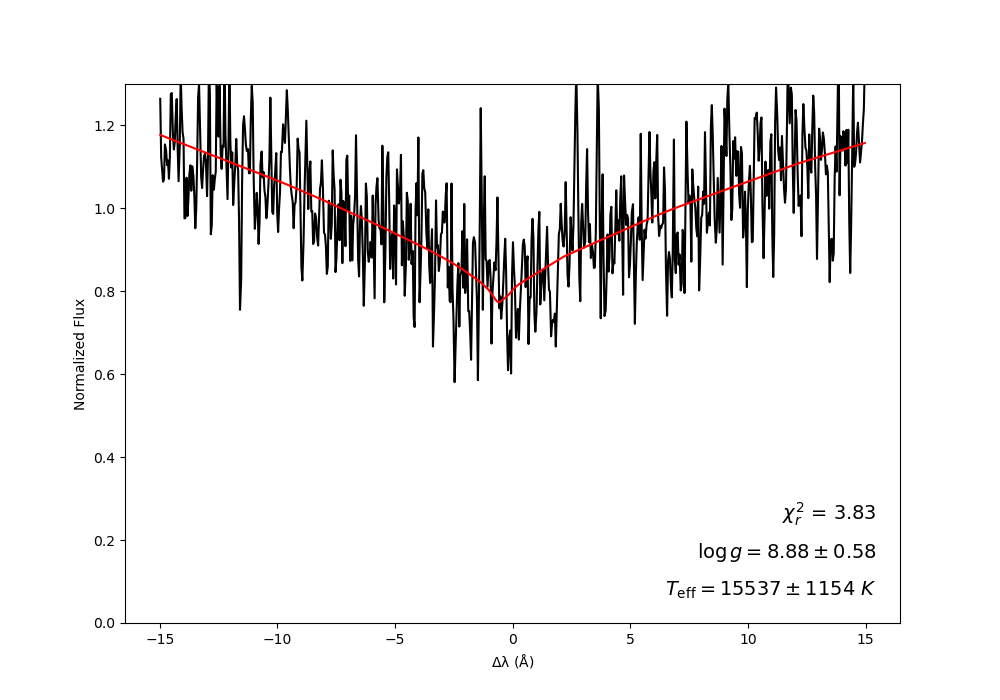 1.2
1.0
0.8
0.6
0.4
0.2
0.0
Normalized Flux
χ²ᵣ = 3.83
log g = 8.88 ± 0.58
T_eff = 15537 ± 1154 K
−15 −10 −5 0 5 10 15
Δλ (Å)